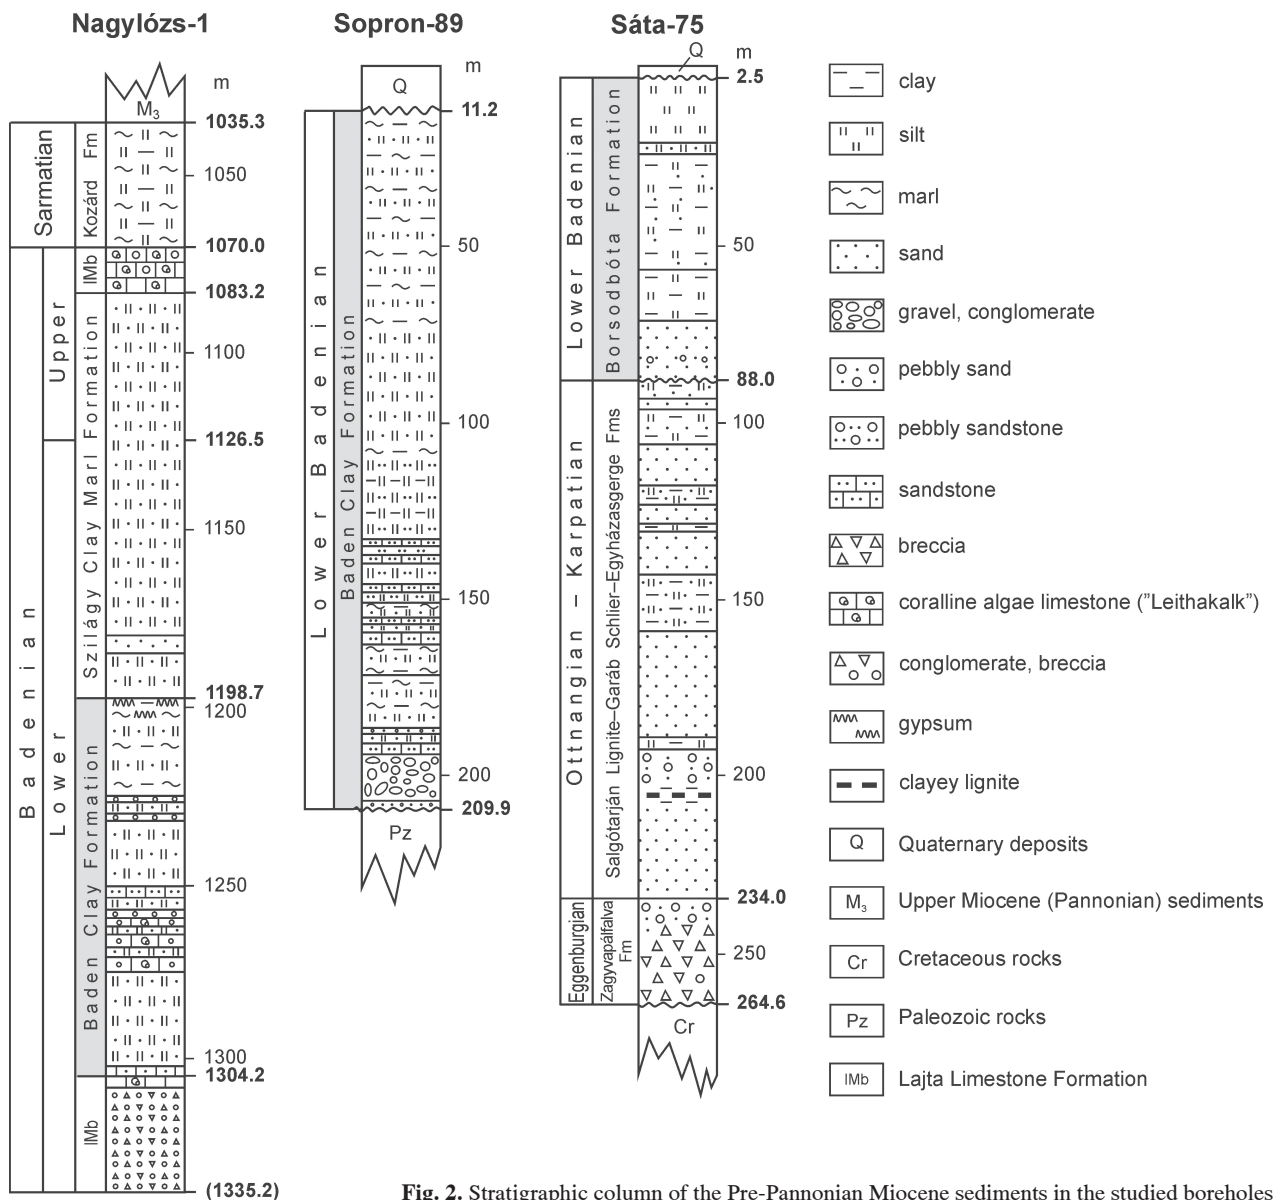 Nagylózs-1
m
M3
1035.3
1050
1070.0
1083.2
1100
1126.5
1150
1198.7
1200
1250
1300
1304.2
(1335.2)
Sarmatian
Kozárd Fm
Badenian
Upper
Lower
lMb
Szilágy Clay Marl Formation
Baden Clay Formation
lMb
Sopron-89
m
Q
11.2
50
100
150
200
209.9
Pz
Lower Badenian
Baden Clay Formation
Sáta-75
Q
m
2.5
50
88.0
100
150
200
234.0
250
264.6
Cr
Lower Badenian
Borsodbóta Formation
Ottnangian – Karpatian
Salgótarján Lignite–Garáb Schlier–Egyházasgerge Fms
Eggenburgian
Zagyvapálfalva
Fm
clay
silt
marl
sand
gravel, conglomerate
pebbly sand
pebbly sandstone
sandstone
breccia
coralline algae limestone (”Leithakalk”)
conglomerate, breccia
gypsum
clayey lignite
Q Quaternary deposits
M3 Upper Miocene (Pannonian) sediments
Cr Cretaceous rocks
Pz Paleozoic rocks
lMb Lajta Limestone Formation
Fig. 2. Stratigraphic column of the Pre-Pannonian Miocene sediments in the studied boreholes